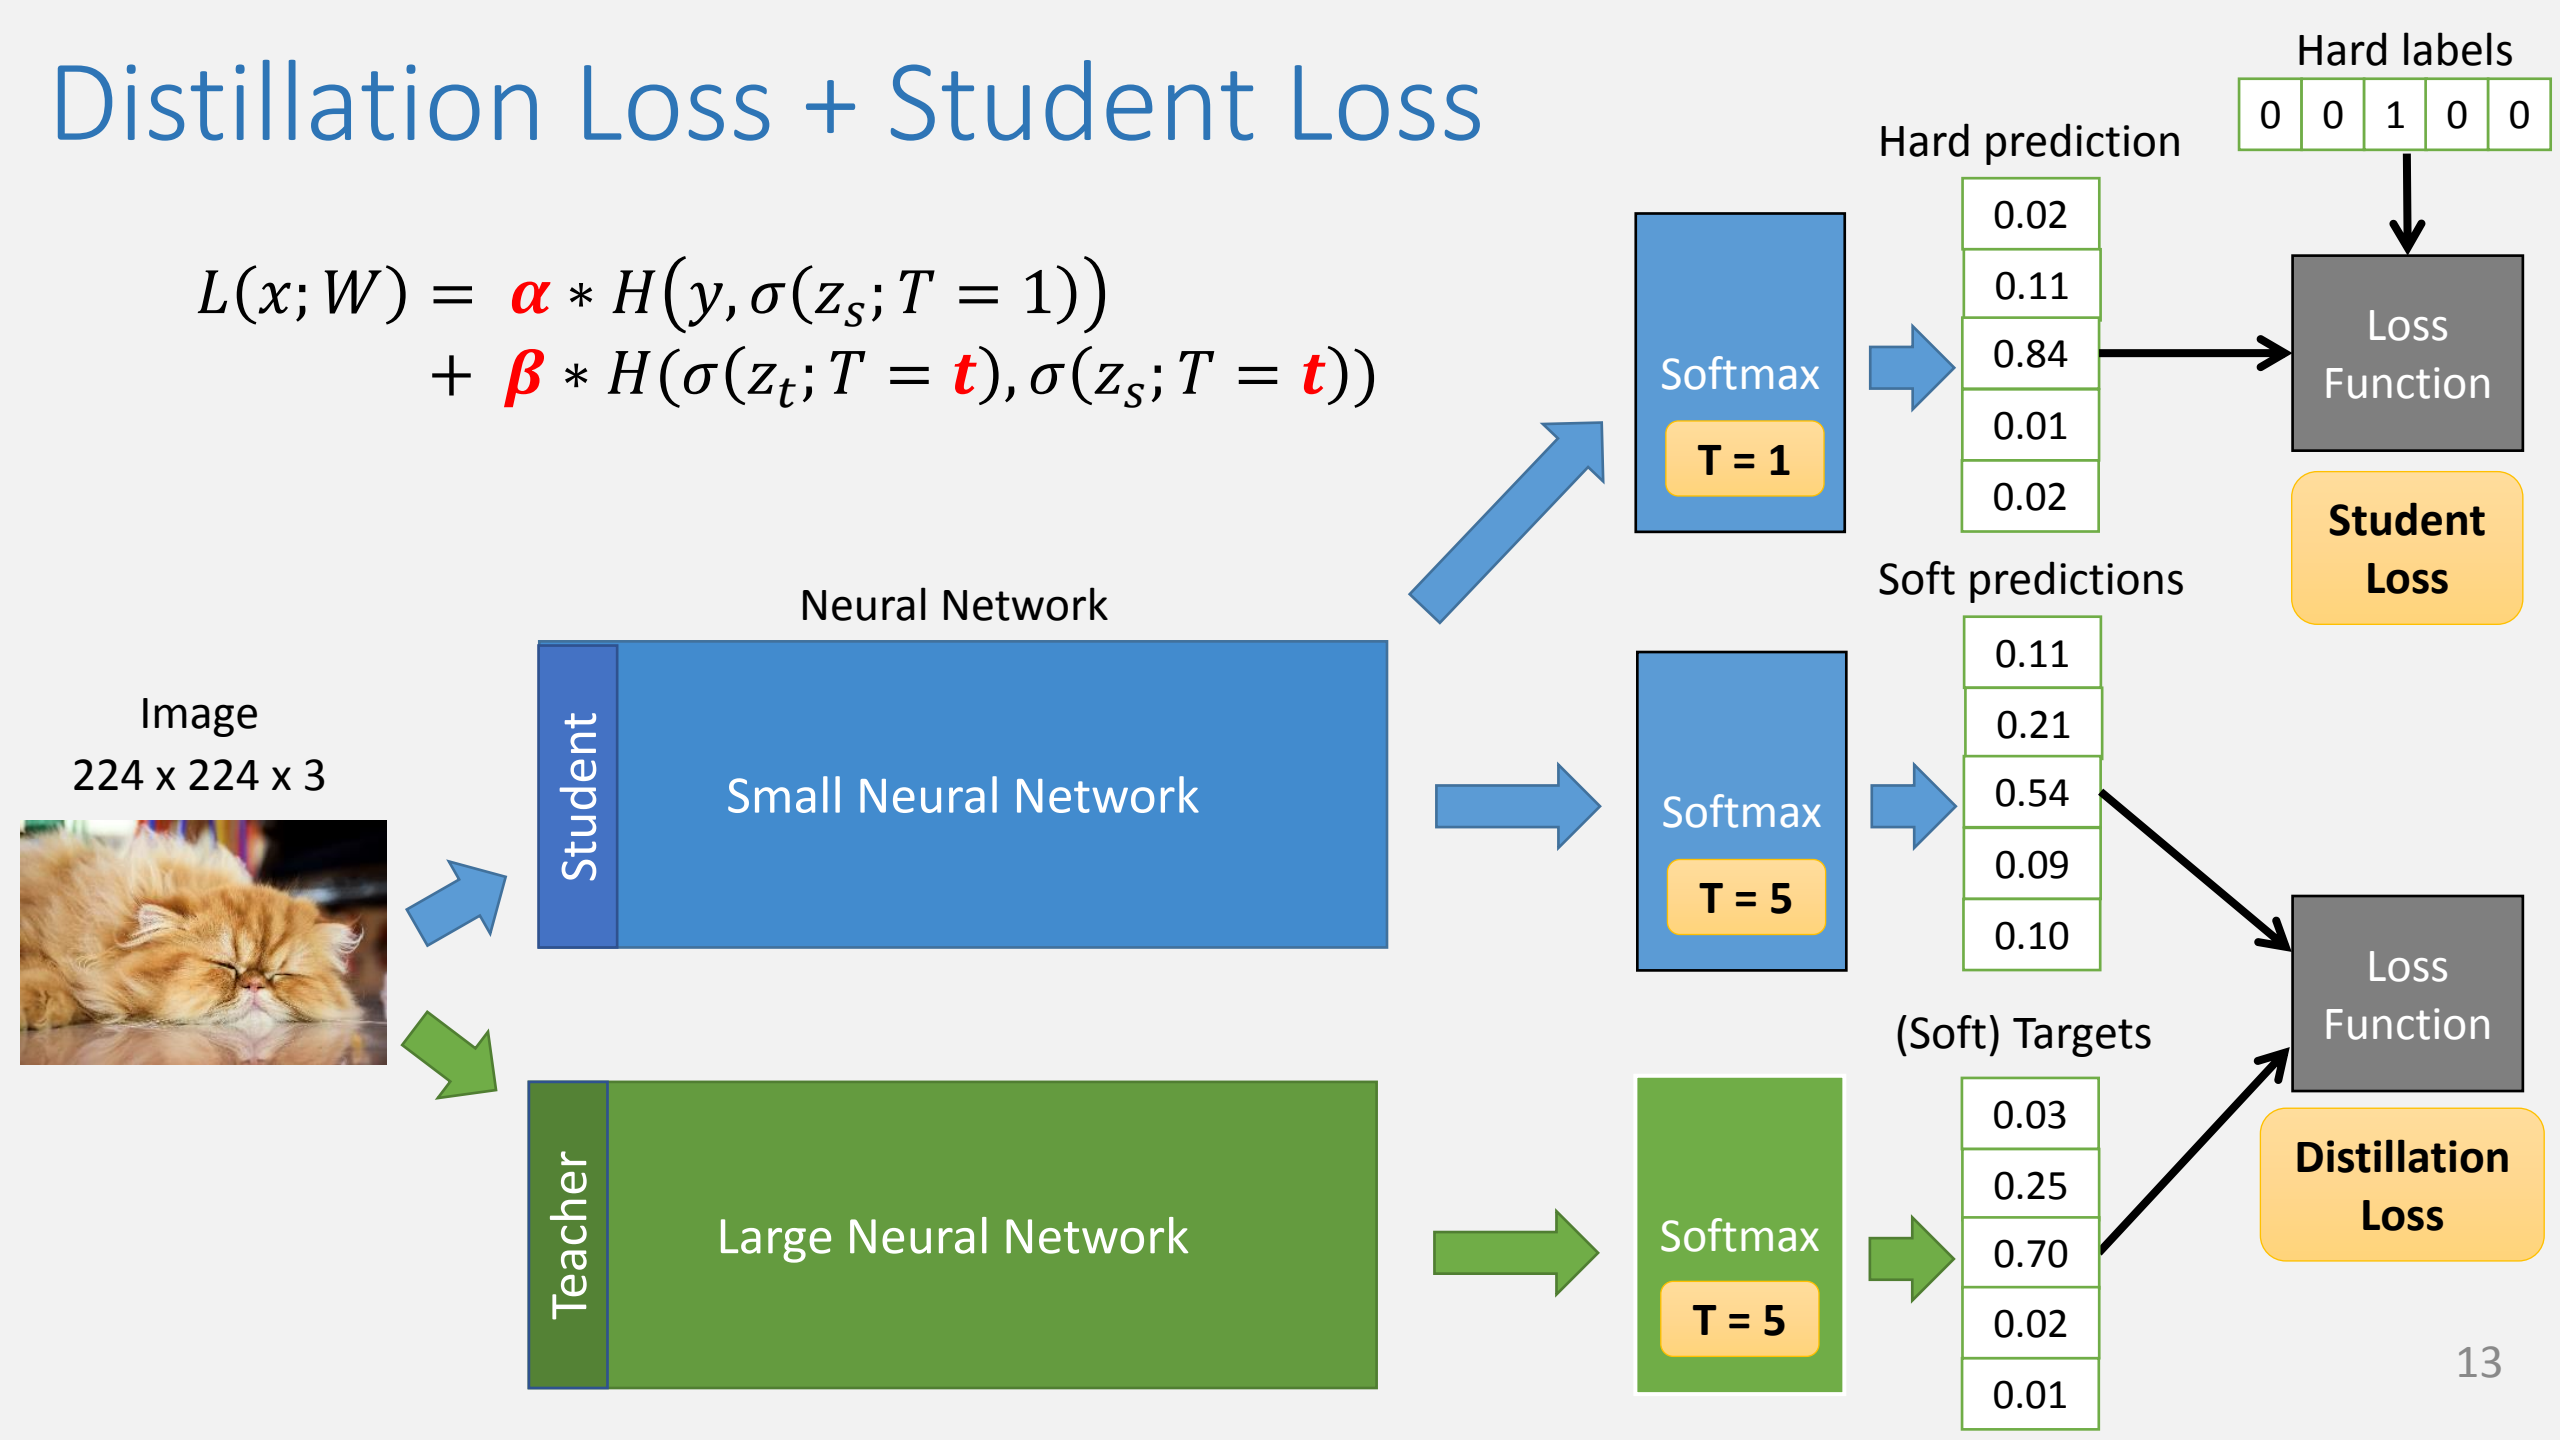 Distillation Loss + Student Loss
L(x; W) = α * H(y, σ(z_s; T = 1))
+ β * H(σ(z_t; T = t), σ(z_s; T = t))
Hard labels
0 0 1 0 0
Hard prediction
0.02
0.11
0.84
0.01
0.02
Softmax
T = 1
Loss
Function
Student
Loss
Neural Network
Student
Small Neural Network
Image
224 x 224 x 3
Softmax
T = 5
Soft predictions
0.11
0.21
0.54
0.09
0.10
Loss
Function
Distillation
Loss
Teacher
Large Neural Network
Softmax
T = 5
(Soft) Targets
0.03
0.25
0.70
0.02
0.01
13